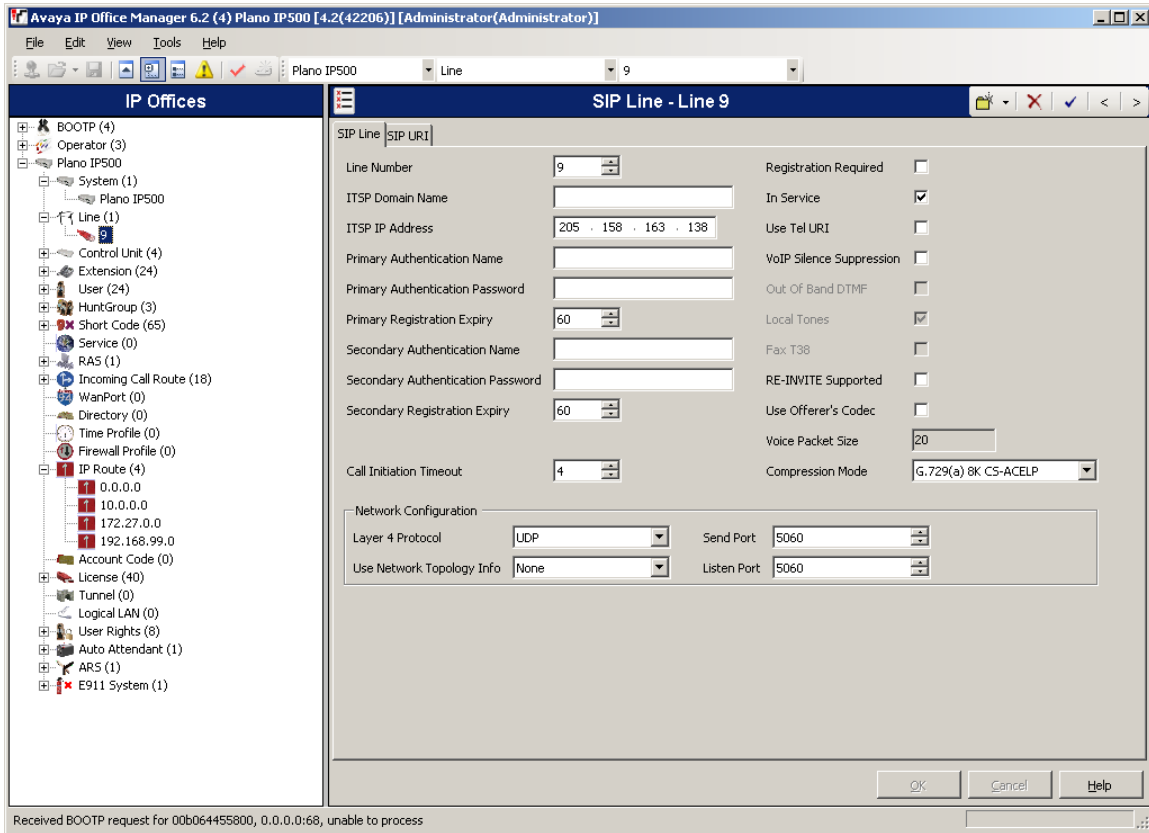 Avaya IP Office Manager 6.2 (4) Plano IP500 [4.2(42206)] [Administrator(Administrator)]
File Edit View Tools Help
Plano IP500 Line 9
IP Offices
BOOTP (4)
Operator (3)
Plano IP500
System (1)
Plano IP500
Line (1)
9
Control Unit (4)
Extension (24)
User (24)
HuntGroup (3)
Short Code (65)
Service (0)
RAS (1)
Incoming Call Route (18)
WanPort (0)
Directory (0)
Time Profile (0)
Firewall Profile (0)
IP Route (4)
0.0.0.0
10.0.0.0
172.27.0.0
192.168.99.0
Account Code (0)
License (40)
Tunnel (0)
Logical LAN (0)
User Rights (8)
Auto Attendant (1)
ARS (1)
E911 System (1)
SIP Line - Line 9
SIP Line SIP URI
Line Number 9 Registration Required
ITSP Domain Name In Service
ITSP IP Address 205 . 158 . 163 . 138 Use Tel URI
Primary Authentication Name VoIP Silence Suppression
Primary Authentication Password Out Of Band DTMF
Primary Registration Expiry 60 Local Tones
Secondary Authentication Name Fax T38
Secondary Authentication Password RE-INVITE Supported
Secondary Registration Expiry 60 Use Offerer's Codec
Voice Packet Size 20
Call Initiation Timeout 4 Compression Mode G.729(a) 8K CS-ACELP
Network Configuration
Layer 4 Protocol UDP Send Port 5060
Use Network Topology Info None Listen Port 5060
OK Cancel Help
Received BOOTP request for 00b064455800, 0.0.0.0:68, unable to process